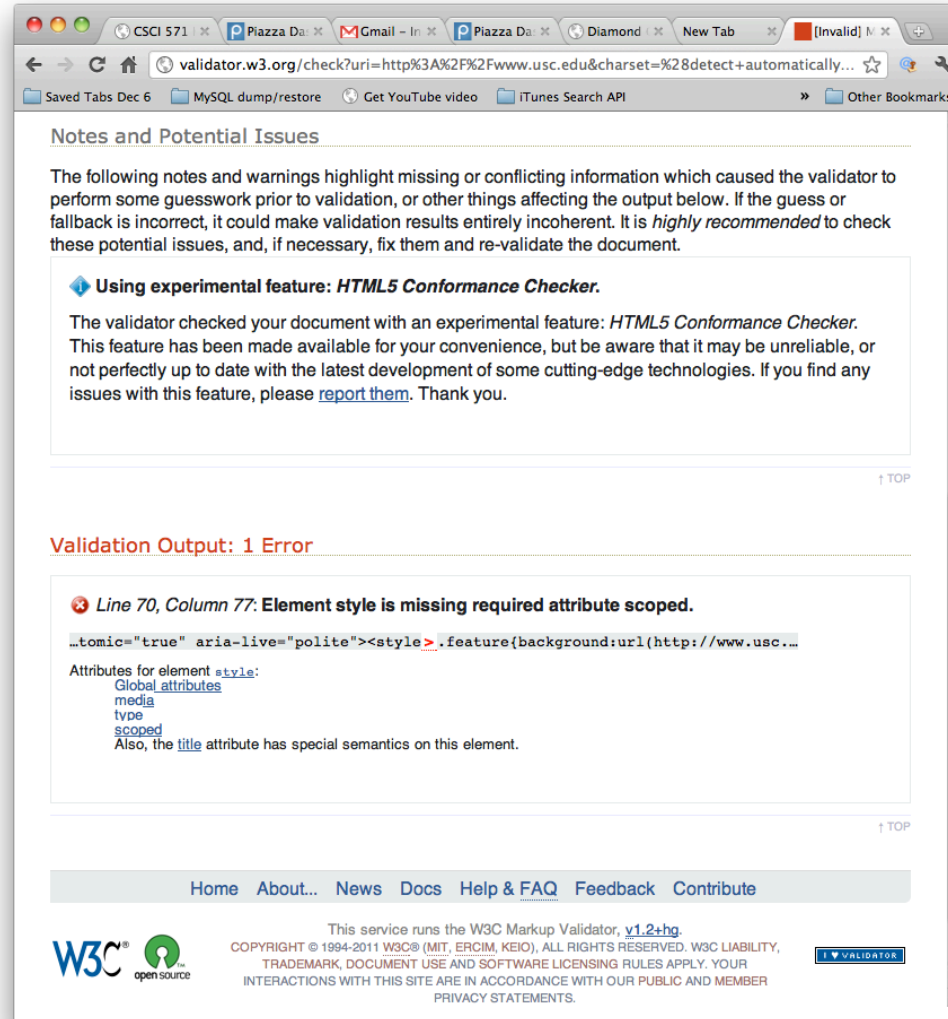 CSCI 571
Piazza Da
Gmail – In
Piazza Da
Diamond
New Tab
[Invalid] M
validator.w3.org/check?uri=http%3A%2F%2Fwww.usc.edu&charset=%28detect+automatically...
Saved Tabs Dec 6 MySQL dump/restore Get YouTube video iTunes Search API » Other Bookmarks
Notes and Potential Issues
The following notes and warnings highlight missing or conflicting information which caused the validator to
perform some guesswork prior to validation, or other things affecting the output below. If the guess or
fallback is incorrect, it could make validation results entirely incoherent. It is highly recommended to check
these potential issues, and, if necessary, fix them and re-validate the document.
Using experimental feature: HTML5 Conformance Checker.
The validator checked your document with an experimental feature: HTML5 Conformance Checker.
This feature has been made available for your convenience, but be aware that it may be unreliable, or
not perfectly up to date with the latest development of some cutting-edge technologies. If you find any
issues with this feature, please report them. Thank you.
↑ TOP
Validation Output: 1 Error
Line 70, Column 77: Element style is missing required attribute scoped.
…tomic="true" aria-live="polite"><style>.feature{background:url(http://www.usc.…
Attributes for element style:
Global attributes
media
type
scoped
Also, the title attribute has special semantics on this element.
↑ TOP
Home About... News Docs Help & FAQ Feedback Contribute
W3C®
open source
This service runs the W3C Markup Validator, v1.2+hg.
COPYRIGHT © 1994-2011 W3C® (MIT, ERCIM, KEIO), ALL RIGHTS RESERVED. W3C LIABILITY,
TRADEMARK, DOCUMENT USE AND SOFTWARE LICENSING RULES APPLY. YOUR
INTERACTIONS WITH THIS SITE ARE IN ACCORDANCE WITH OUR PUBLIC AND MEMBER
PRIVACY STATEMENTS.
I ♥ VALIDATOR